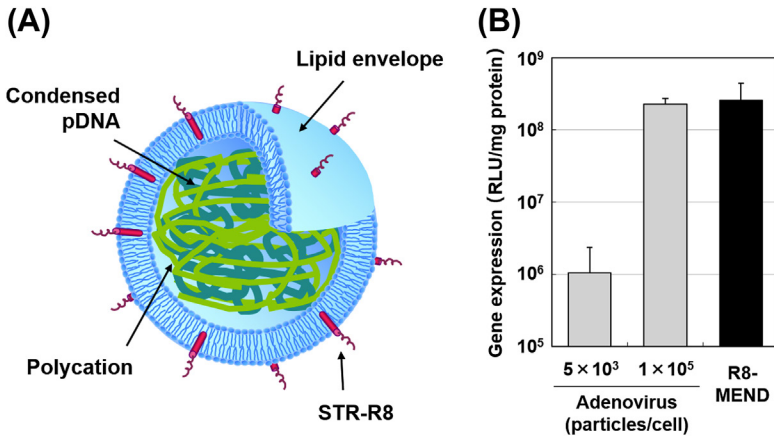 (A)
Lipid envelope
Condensed
pDNA
Polycation
STR-R8
(B)
Gene expression (RLU/mg protein)
10⁹
10⁸
10⁷
10⁶
10⁵
5×10³
1×10⁵
R8-
MEND
Adenovirus
(particles/cell)